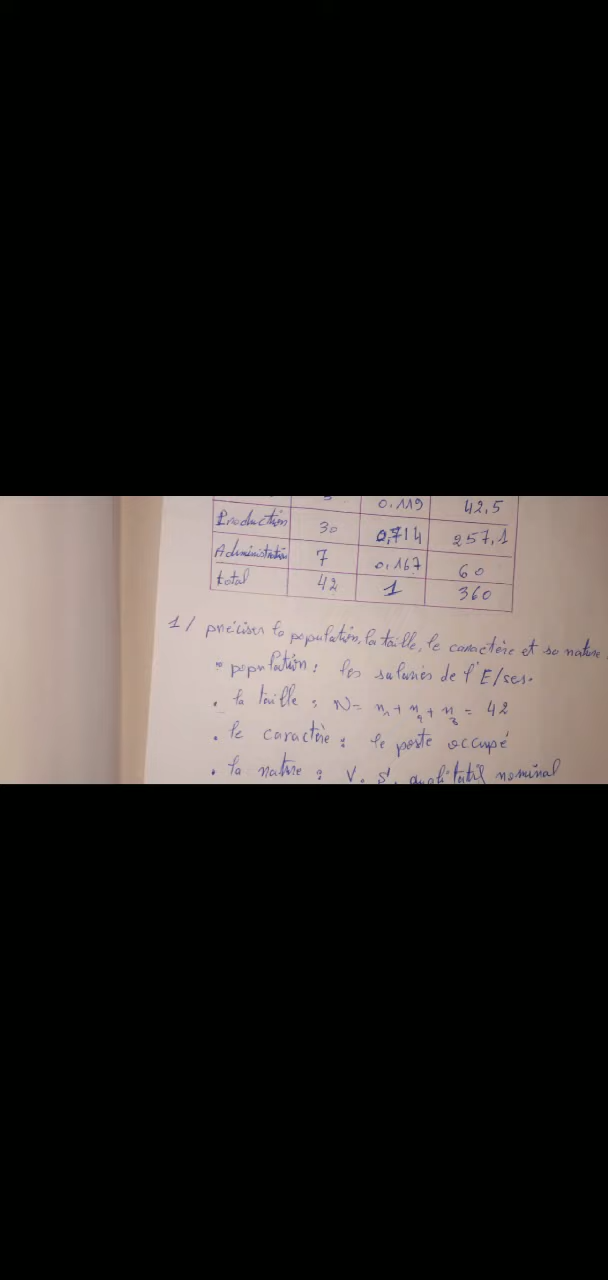 5 0.119 42,5
Production 30 0,714 257,1
Administration 7 0.167 60
total 42 1 360
1/ préciser la population, la taille, le caractère et sa nature.
• population : les salariés de l'E/ses.
• la taille : N = n₁ + n₂ + n₃ = 42
• le caractère : le poste occupé
• la nature : V. S. qualitatif nominal